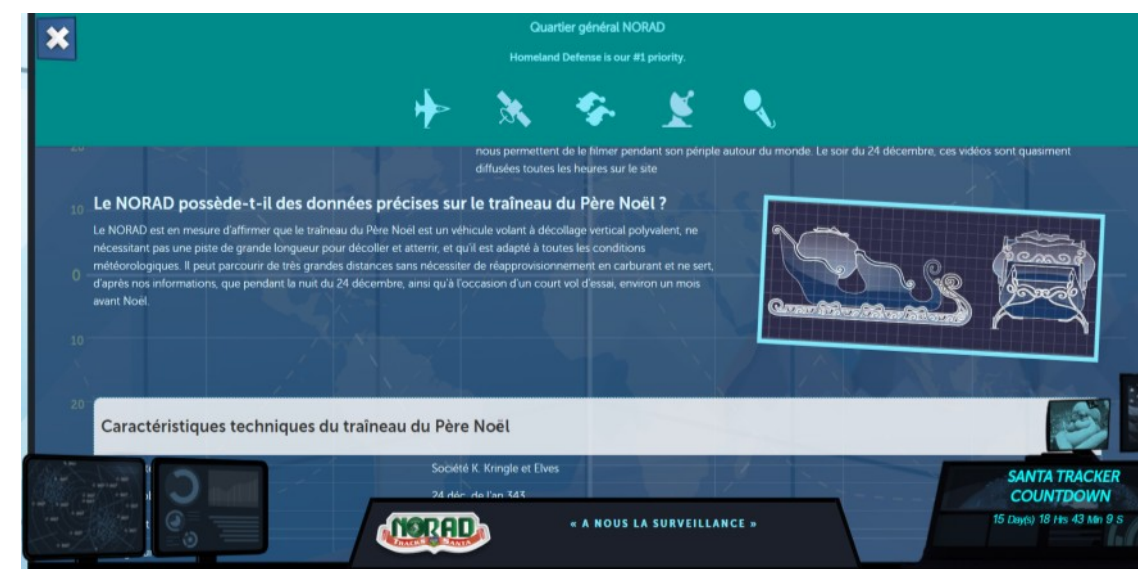 Quartier général NORAD
Homeland Defense is our #1 priority.
20
nous permettent de le filmer pendant son périple autour du monde. Le soir du 24 décembre, ces vidéos sont quasiment
diffusées toutes les heures sur le site
Le NORAD possède-t-il des données précises sur le traîneau du Père Noël ?
10
Le NORAD est en mesure d'affirmer que le traîneau du Père Noël est un véhicule volant à décollage vertical polyvalent, ne
nécessitant pas une piste de grande longueur pour décoller et atterrir, et qu'il est adapté à toutes les conditions
météorologiques. Il peut parcourir de très grandes distances sans nécessiter de réapprovisionnement en carburant et ne sert,
0
d'après nos informations, que pendant la nuit du 24 décembre, ainsi qu'à l'occasion d'un court vol d'essai, environ un mois
avant Noël.
10
20
Caractéristiques techniques du traîneau du Père Noël
Société K. Kringle et Elves
24 déc. de l'an 343
NORAD
TRACKS SANTA
« A NOUS LA SURVEILLANCE »
SANTA TRACKER
COUNTDOWN
15 Day(s) 18 Hrs 43 Min 9 S